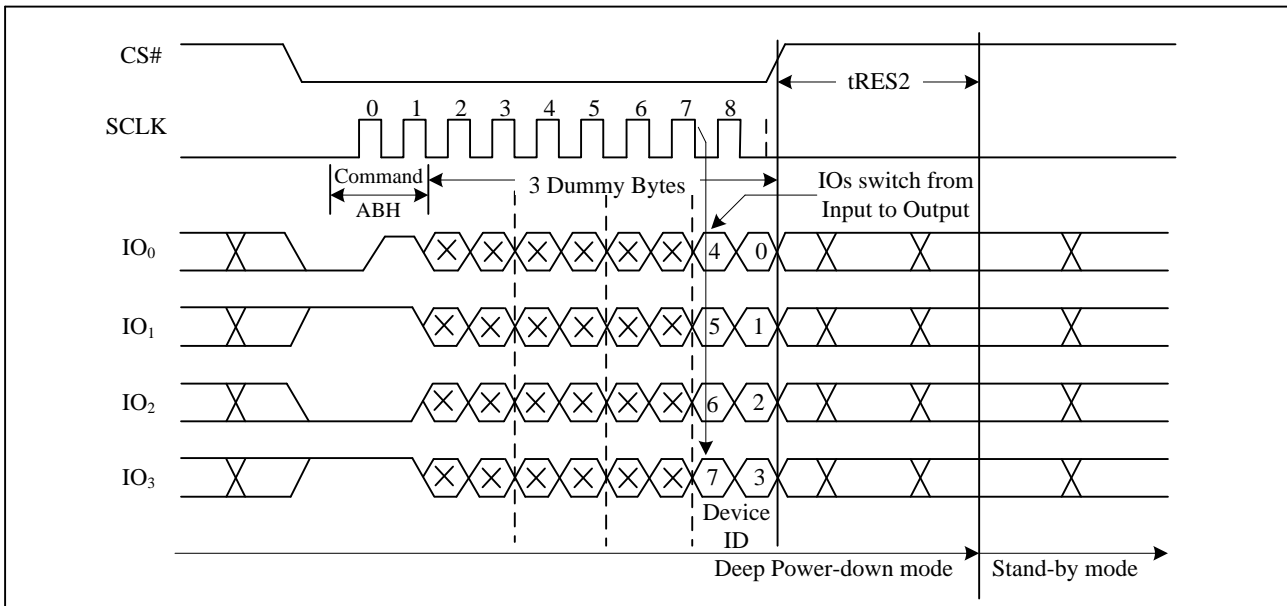 CS#
tRES2
0 1 2 3 4 5 6 7 8
SCLK
Command
ABH
3 Dummy Bytes
IOs switch from
Input to Output
IO0 4 0
IO1 5 1
IO2 6 2
IO3 7 3
Device
ID
Deep Power-down mode Stand-by mode